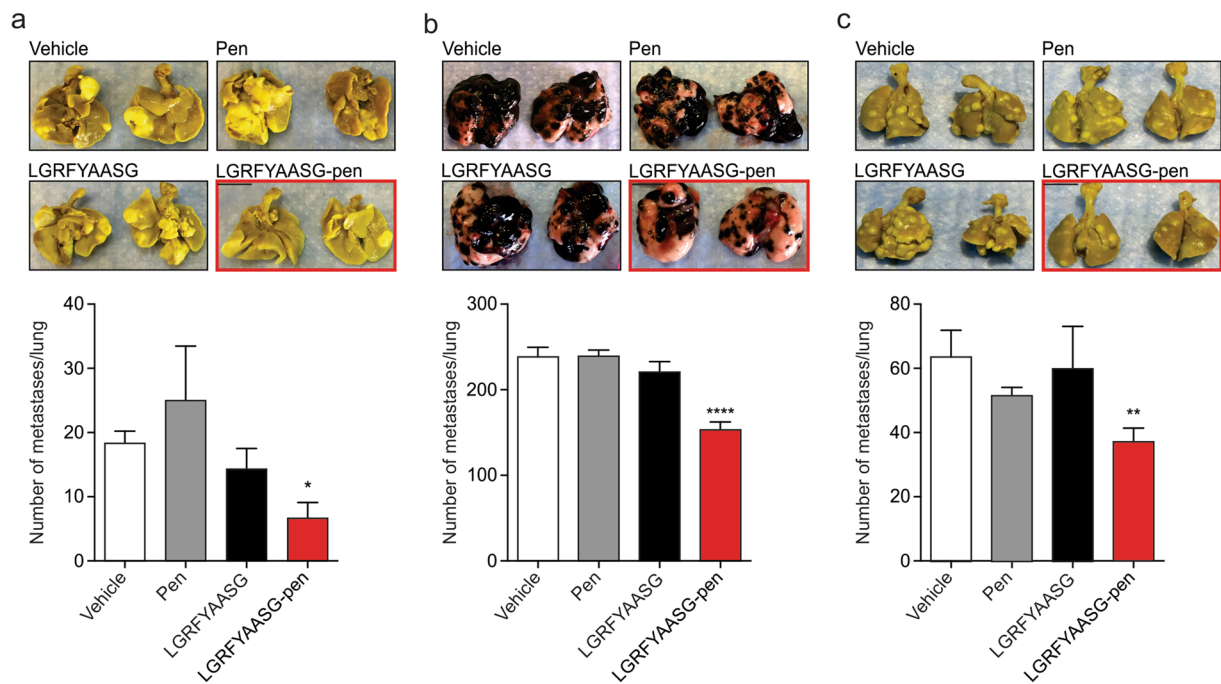 a
Vehicle
Pen
LGRFYAASG
LGRFYAASG-pen
Number of metastases/lung
40
30
20
10
0
*
Vehicle
Pen
LGRFYAASG
LGRFYAASG-pen
b
Vehicle
Pen
LGRFYAASG
LGRFYAASG-pen
Number of metastases/lung
300
200
100
0
****
Vehicle
Pen
LGRFYAASG
LGRFYAASG-pen
c
Vehicle
Pen
LGRFYAASG
LGRFYAASG-pen
Number of metastases/lung
80
60
40
20
0
**
Vehicle
Pen
LGRFYAASG
LGRFYAASG-pen